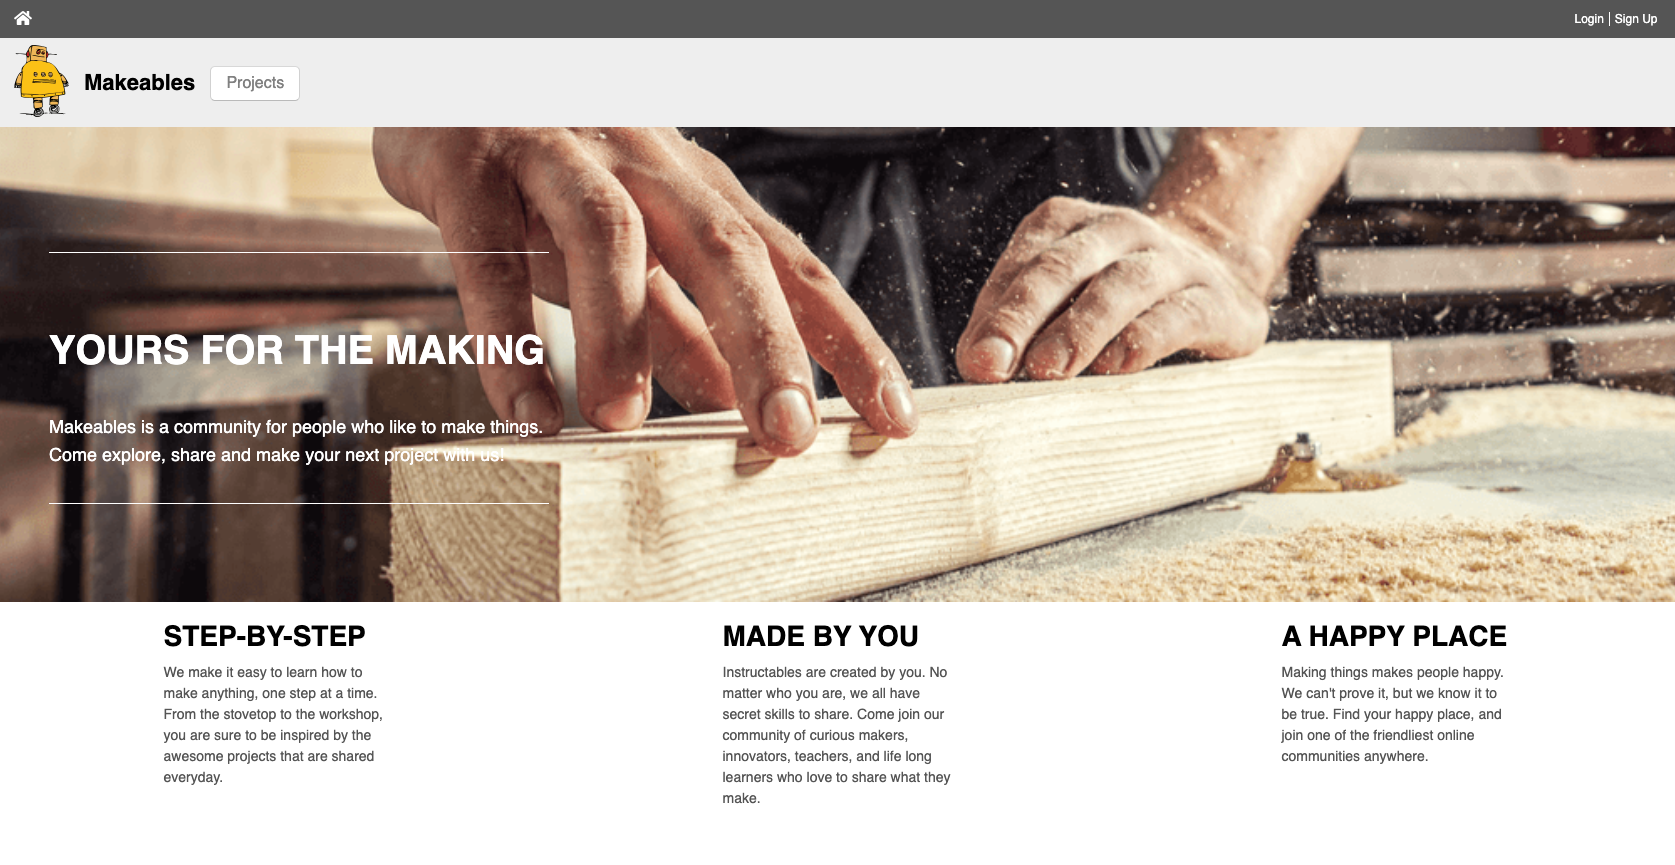 Login | Sign Up
Makeables
Projects
YOURS FOR THE MAKING
Makeables is a community for people who like to make things.
Come explore, share and make your next project with us!
STEP-BY-STEP
We make it easy to learn how to
make anything, one step at a time.
From the stovetop to the workshop,
you are sure to be inspired by the
awesome projects that are shared
everyday.
MADE BY YOU
Instructables are created by you. No
matter who you are, we all have
secret skills to share. Come join our
community of curious makers,
innovators, teachers, and life long
learners who love to share what they
make.
A HAPPY PLACE
Making things makes people happy.
We can't prove it, but we know it to
be true. Find your happy place, and
join one of the friendliest online
communities anywhere.